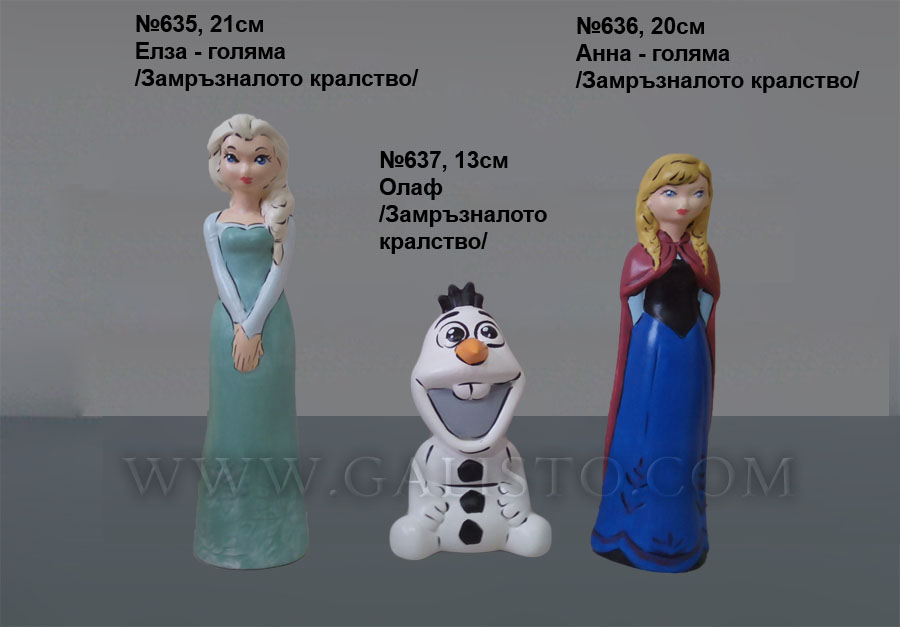 №635, 21см
Елза - голяма
/Замръзналото кралство/
№636, 20см
Анна - голяма
/Замръзналото кралство/
№637, 13см
Олаф
/Замръзналото
кралство/
WWW.GALISTO.COM